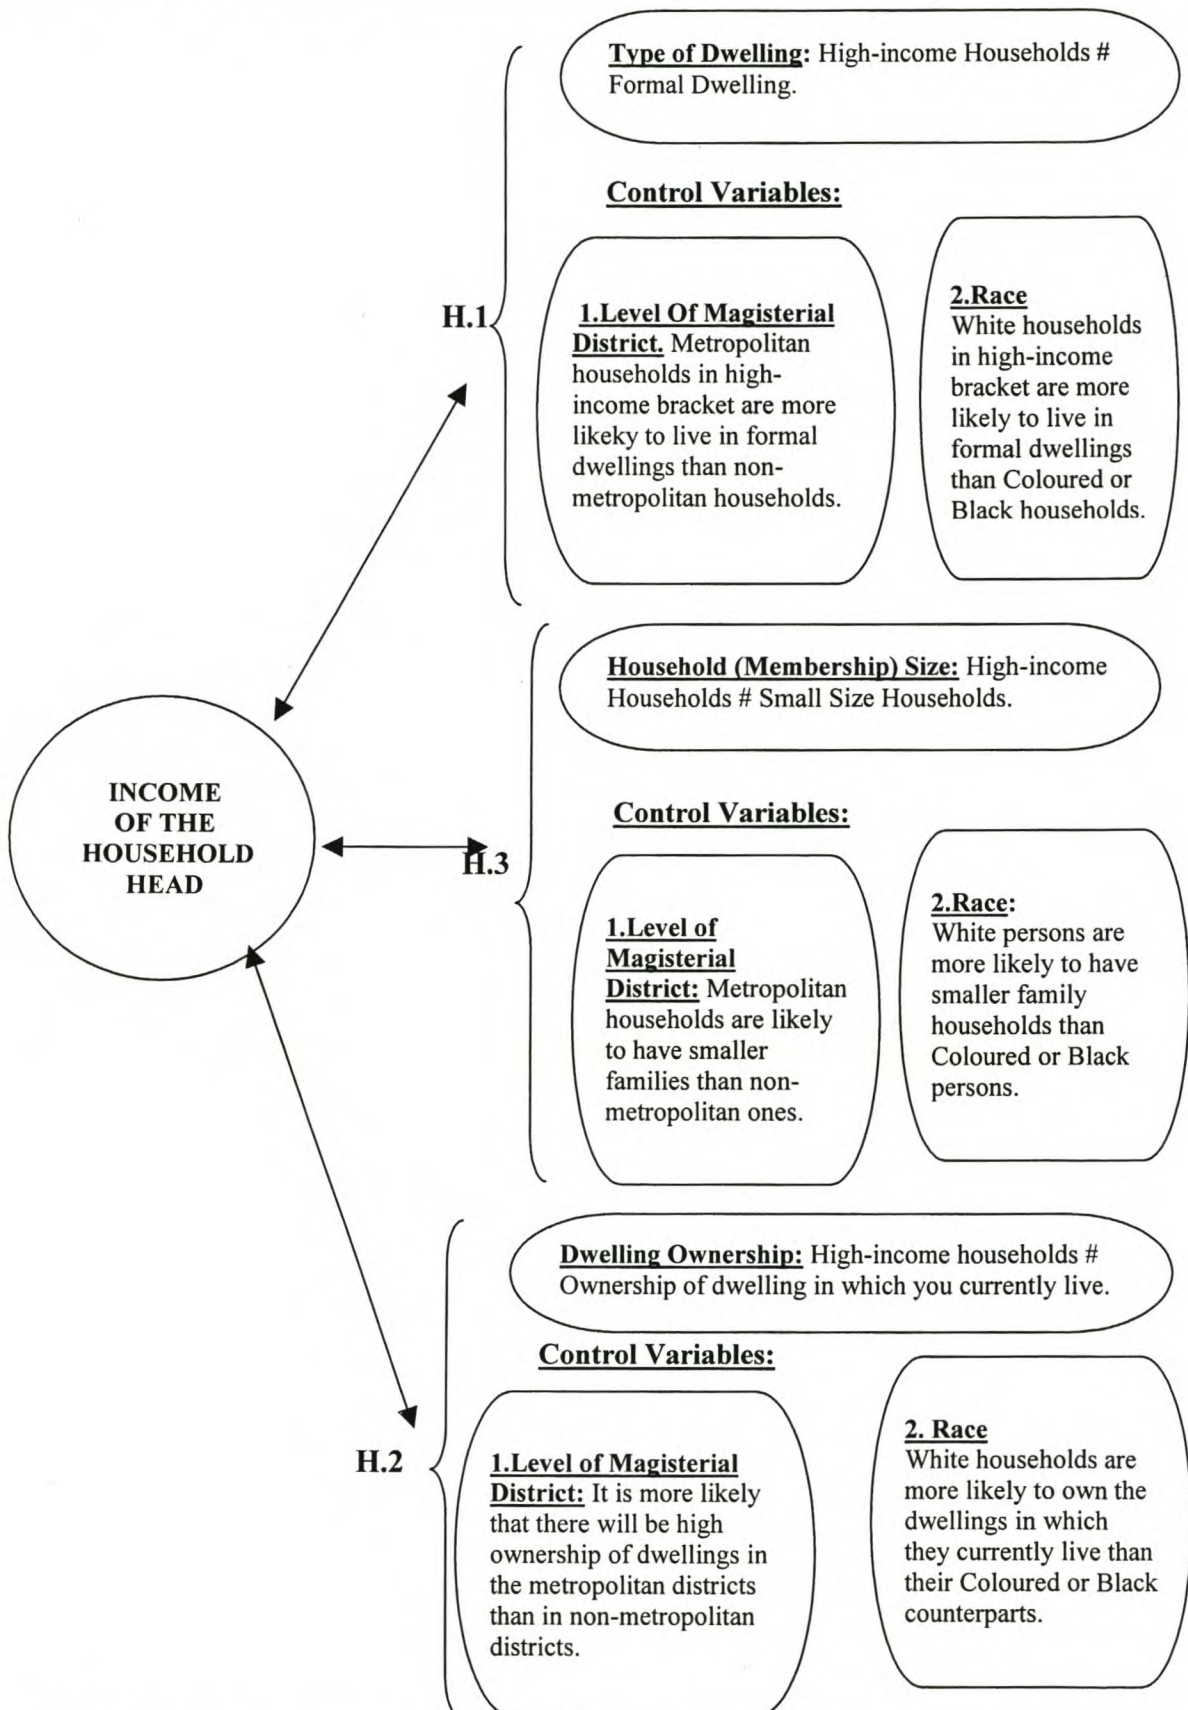 Type of Dwelling: High-income Households #
Formal Dwelling.
Control Variables:
H.1
1.Level Of Magisterial
District. Metropolitan
households in high-
income bracket are more
likeky to live in formal
dwellings than non-
metropolitan households.
2.Race
White households
in high-income
bracket are more
likely to live in
formal dwellings
than Coloured or
Black households.
INCOME
OF THE
HOUSEHOLD
HEAD
Household (Membership) Size: High-income
Households # Small Size Households.
Control Variables:
H.3
1.Level of
Magisterial
District: Metropolitan
households are likely
to have smaller
families than non-
metropolitan ones.
2.Race:
White persons are
more likely to have
smaller family
households than
Coloured or Black
persons.
Dwelling Ownership: High-income households #
Ownership of dwelling in which you currently live.
Control Variables:
H.2
1.Level of Magisterial
District: It is more likely
that there will be high
ownership of dwellings in
the metropolitan districts
than in non-metropolitan
districts.
2. Race
White households are
more likely to own the
dwellings in which
they currently live than
their Coloured or Black
counterparts.